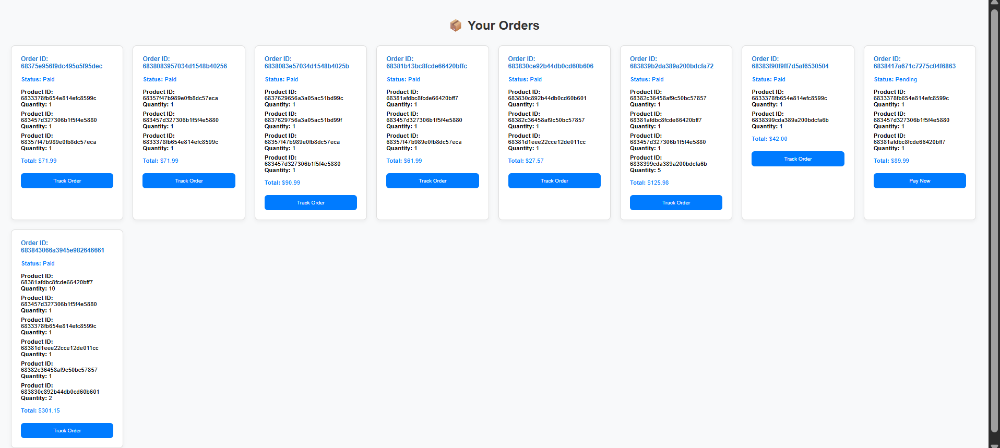 📦 Your Orders
Order ID:
68375e956f9dc495a5f95dec
Status: Paid
Product ID:
6833378fb654e814efc8599c
Quantity: 1
Product ID:
683457d327306b1f5f4e5880
Quantity: 1
Product ID:
68357f47b989e0fb8dc57eca
Quantity: 1
Total: $71.99
Track Order
Order ID:
6838083957034d1548b40256
Status: Paid
Product ID:
68357f47b989e0fb8dc57eca
Quantity: 1
Product ID:
683457d327306b1f5f4e5880
Quantity: 1
Product ID:
6833378fb654e814efc8599c
Quantity: 1
Total: $71.99
Track Order
Order ID:
6838083e57034d1548b4025b
Status: Paid
Product ID:
6837629656a3a05ac51bd99c
Quantity: 1
Product ID:
6837629756a3a05ac51bd99f
Quantity: 1
Product ID:
68357f47b989e0fb8dc57eca
Quantity: 1
Product ID:
683457d327306b1f5f4e5880
Quantity: 1
Total: $90.99
Track Order
Order ID:
68381b13bc8fcde66420bffc
Status: Paid
Product ID:
68381afdbc8fcde66420bff7
Quantity: 1
Product ID:
683457d327306b1f5f4e5880
Quantity: 1
Product ID:
68357f47b989e0fb8dc57eca
Quantity: 1
Total: $61.99
Track Order
Order ID:
683830ce92b44db0cd60b606
Status: Paid
Product ID:
683830c892b44db0cd60b601
Quantity: 1
Product ID:
68382c36458af9c50bc57857
Quantity: 1
Product ID:
68381d1eee22cce12de011cc
Quantity: 1
Total: $27.57
Track Order
Order ID:
683839b2da389a200bdcfa72
Status: Paid
Product ID:
68382c36458af9c50bc57857
Quantity: 1
Product ID:
68381afdbc8fcde66420bff7
Quantity: 1
Product ID:
683457d327306b1f5f4e5880
Quantity: 1
Product ID:
6838399cda389a200bdcfa6b
Quantity: 5
Total: $125.98
Track Order
Order ID:
68383f90f9ff7d5af6530504
Status: Paid
Product ID:
6833378fb654e814efc8599c
Quantity: 1
Product ID:
6838399cda389a200bdcfa6b
Quantity: 1
Total: $42.00
Track Order
Order ID:
6838417a671c7275c04f6863
Status: Pending
Product ID:
6833378fb654e814efc8599c
Quantity: 1
Product ID:
683457d327306b1f5f4e5880
Quantity: 1
Product ID:
68381afdbc8fcde66420bff7
Quantity: 1
Total: $89.99
Pay Now
Order ID:
683843066a3945e982646661
Status: Paid
Product ID:
68381afdbc8fcde66420bff7
Quantity: 10
Product ID:
683457d327306b1f5f4e5880
Quantity: 1
Product ID:
6833378fb654e814efc8599c
Quantity: 1
Product ID:
68381d1eee22cce12de011cc
Quantity: 1
Product ID:
68382c36458af9c50bc57857
Quantity: 1
Product ID:
683830c892b44db0cd60b601
Quantity: 2
Total: $301.15
Track Order